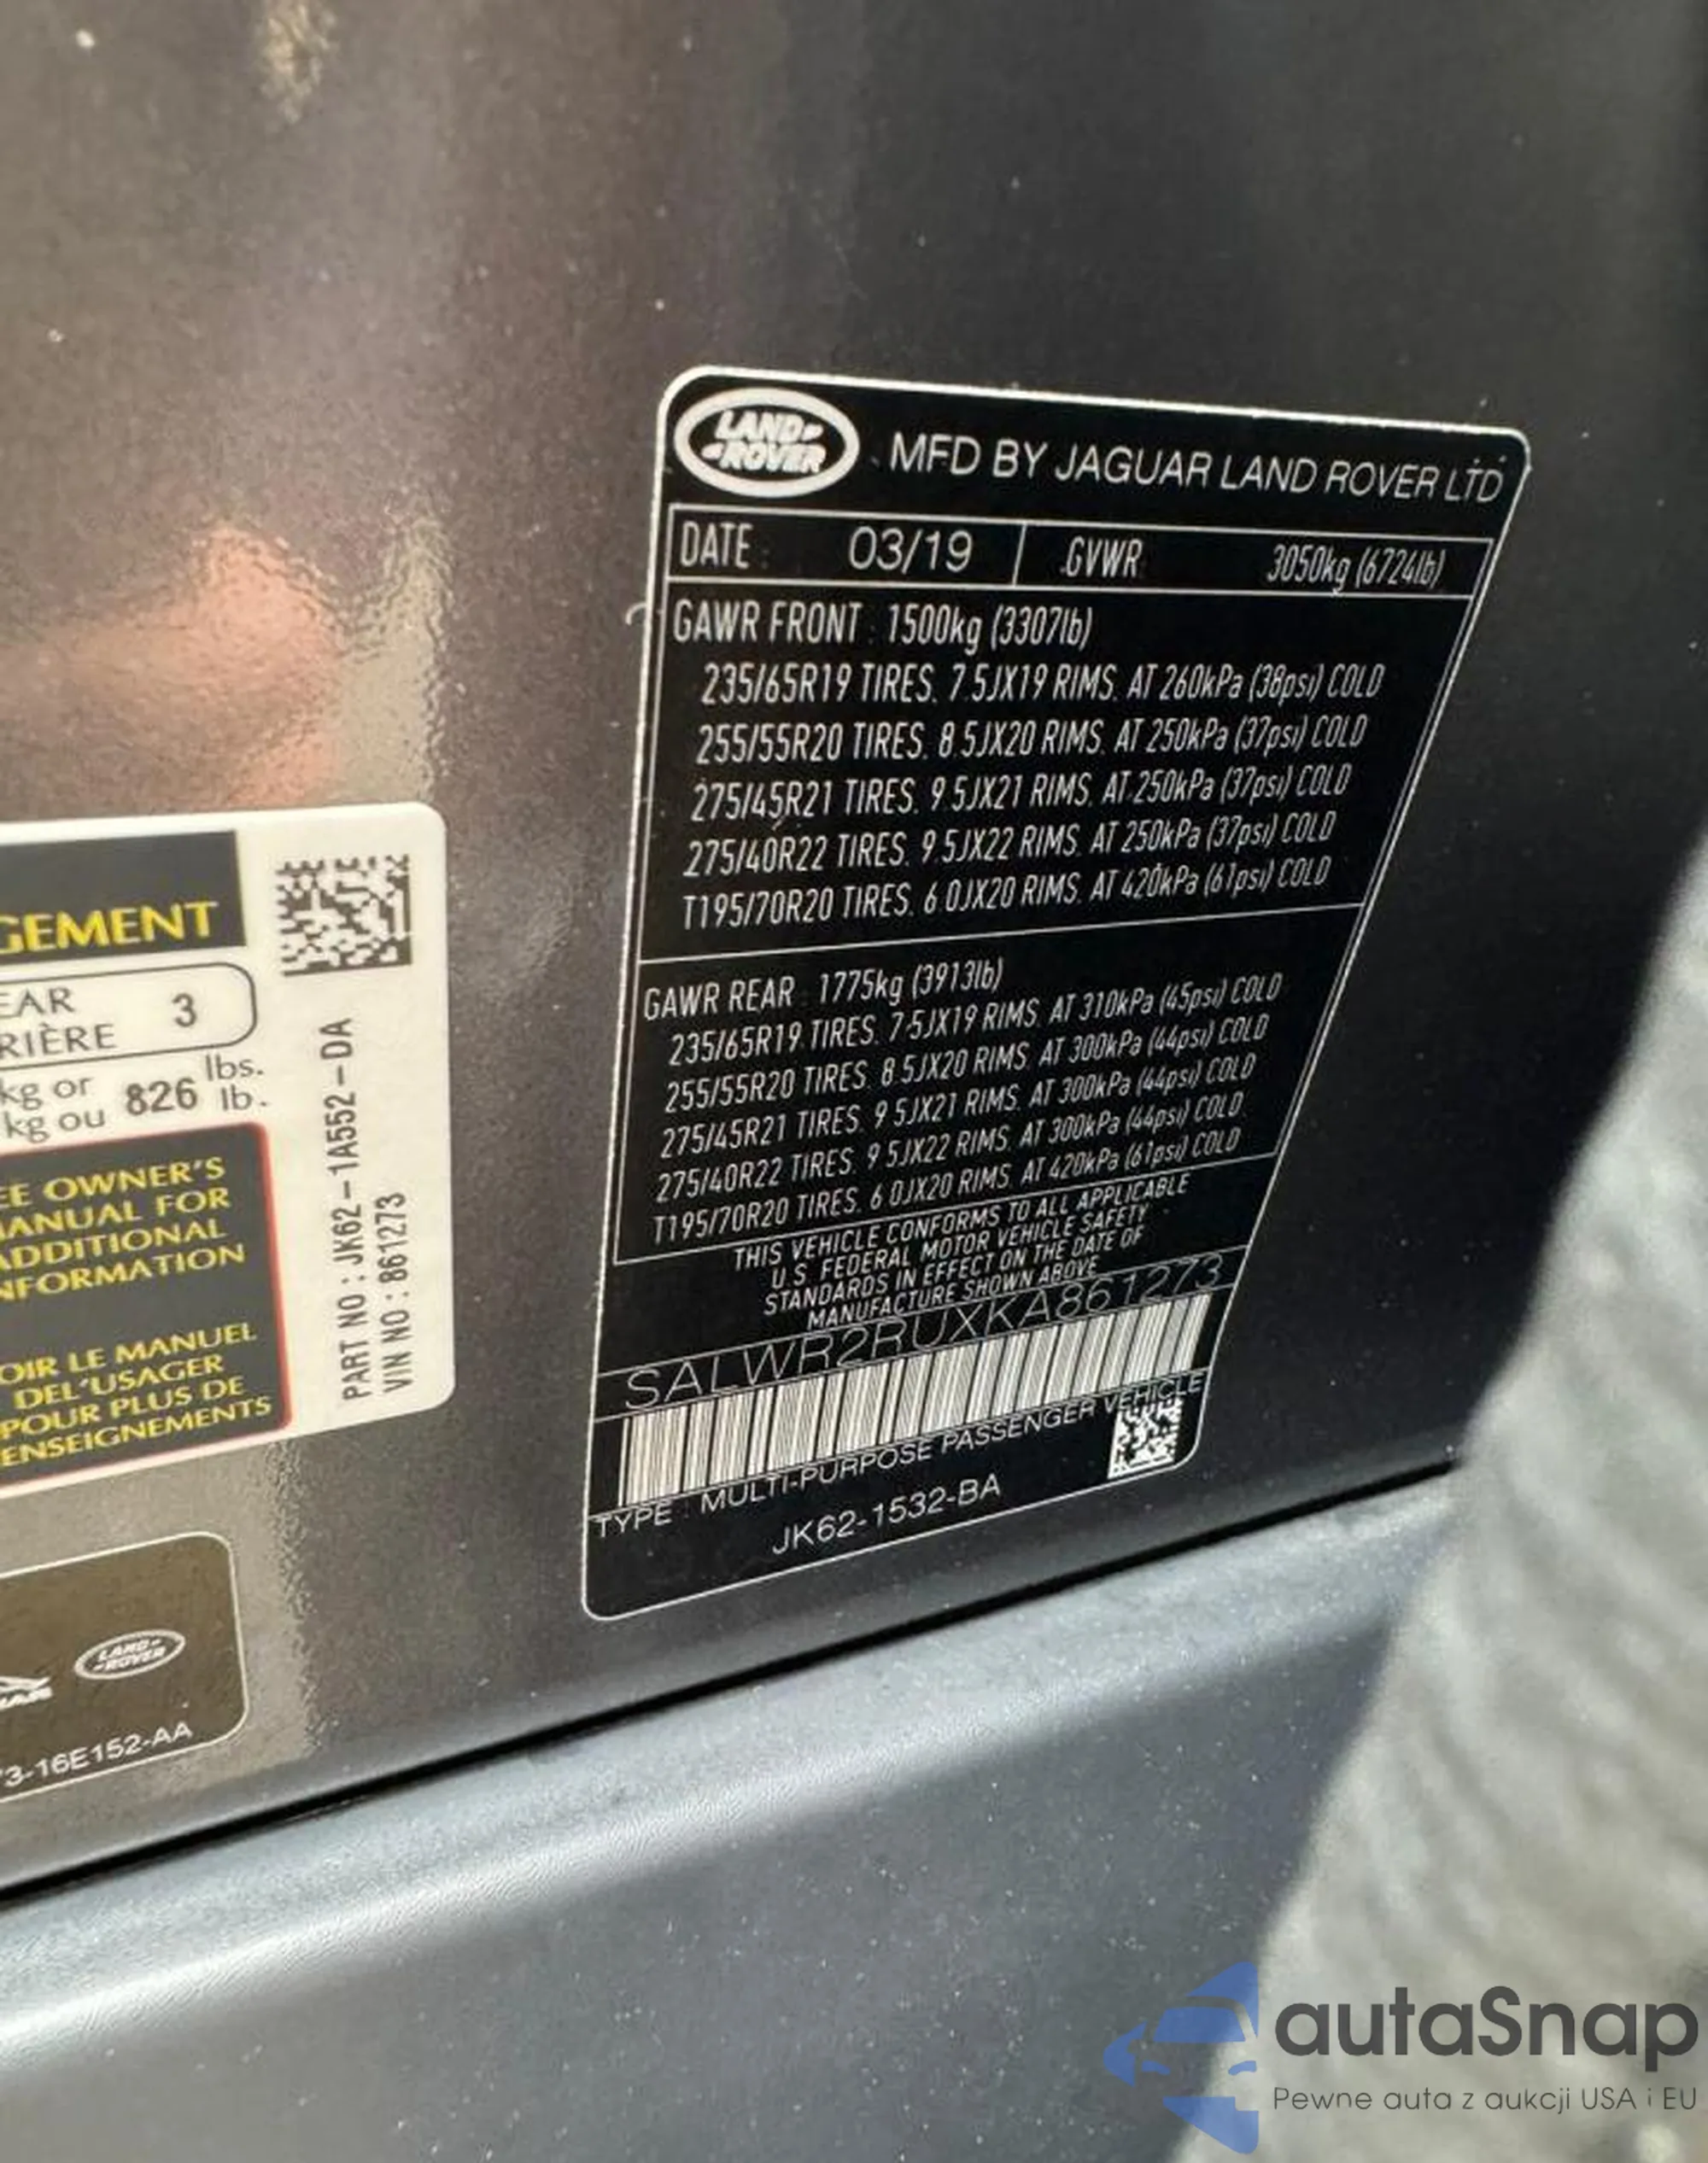 LAND ROVER
MFD BY JAGUAR LAND ROVER LTD
DATE : 03/19 GVWR 3050kg (6724lb)
GAWR FRONT : 1500kg (3307lb)
235/65R19 TIRES. 7.5JX19 RIMS. AT 260kPa (38psi) COLD
255/55R20 TIRES. 8.5JX20 RIMS. AT 250kPa (37psi) COLD
275/45R21 TIRES. 9.5JX21 RIMS. AT 250kPa (37psi) COLD
275/40R22 TIRES. 9.5JX22 RIMS. AT 250kPa (37psi) COLD
T195/70R20 TIRES. 6.0JX20 RIMS. AT 420kPa (61psi) COLD
GAWR REAR : 1775kg (3913lb)
235/65R19 TIRES. 7.5JX19 RIMS. AT 310kPa (45psi) COLD
255/55R20 TIRES. 8.5JX20 RIMS. AT 300kPa (44psi) COLD
275/45R21 TIRES. 9.5JX21 RIMS. AT 300kPa (44psi) COLD
275/40R22 TIRES. 9.5JX22 RIMS. AT 300kPa (44psi) COLD
T195/70R20 TIRES. 6.0JX20 RIMS. AT 420kPa (61psi) COLD
THIS VEHICLE CONFORMS TO ALL APPLICABLE
U.S. FEDERAL MOTOR VEHICLE SAFETY
STANDARDS IN EFFECT ON THE DATE OF
MANUFACTURE SHOWN ABOVE
SALWR2RUXKA861273
TYPE : MULTI-PURPOSE PASSENGER VEHICLE
JK62-1532-BA
GEMENT
EAR
RIÈRE 3
kg or 826 lbs.
kg ou lb.
EE OWNER'S
MANUAL FOR
ADDITIONAL
NFORMATION
OIR LE MANUEL
DEL'USAGER
POUR PLUS DE
ENSEIGNEMENTS
PART NO : JK62-1A552-DA
VIN NO : 861273
LAND ROVER
3-16E152-AA
autaSnap
Pewne auta z aukcji USA i EU